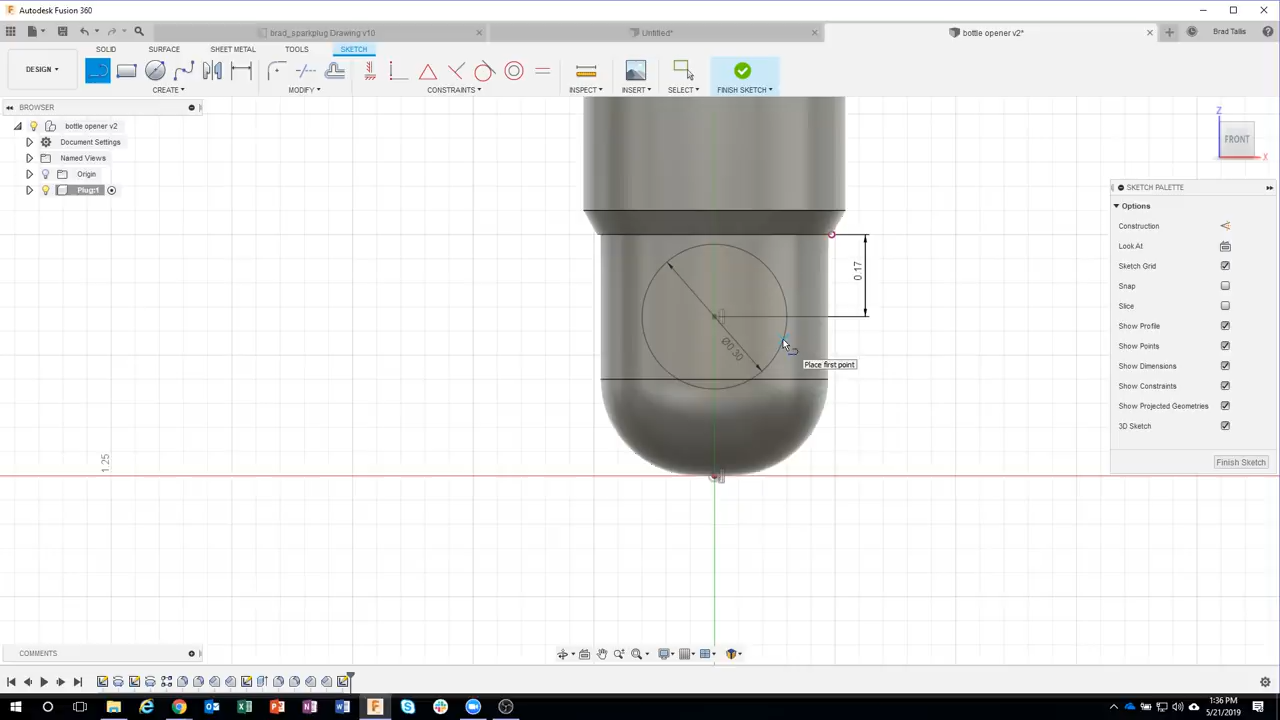 Autodesk Fusion 360
brad_sparkplug Drawing v10
Untitled*
bottle opener v2*
Brad Tallis
DESIGN
SOLID
SURFACE
SHEET METAL
TOOLS
SKETCH
CREATE
MODIFY
CONSTRAINTS
INSPECT
INSERT
SELECT
FINISH SKETCH
BROWSER
bottle opener v2
Document Settings
Named Views
Origin
Plug:1
Z
FRONT
X
SKETCH PALETTE
Options
Construction
Look At
Sketch Grid
Snap
Slice
Show Profile
Show Points
Show Dimensions
Show Constraints
Show Projected Geometries
3D Sketch
Finish Sketch
0.17
Ø0.30
Place first point
1.25
COMMENTS
1:36 PM
5/21/2019